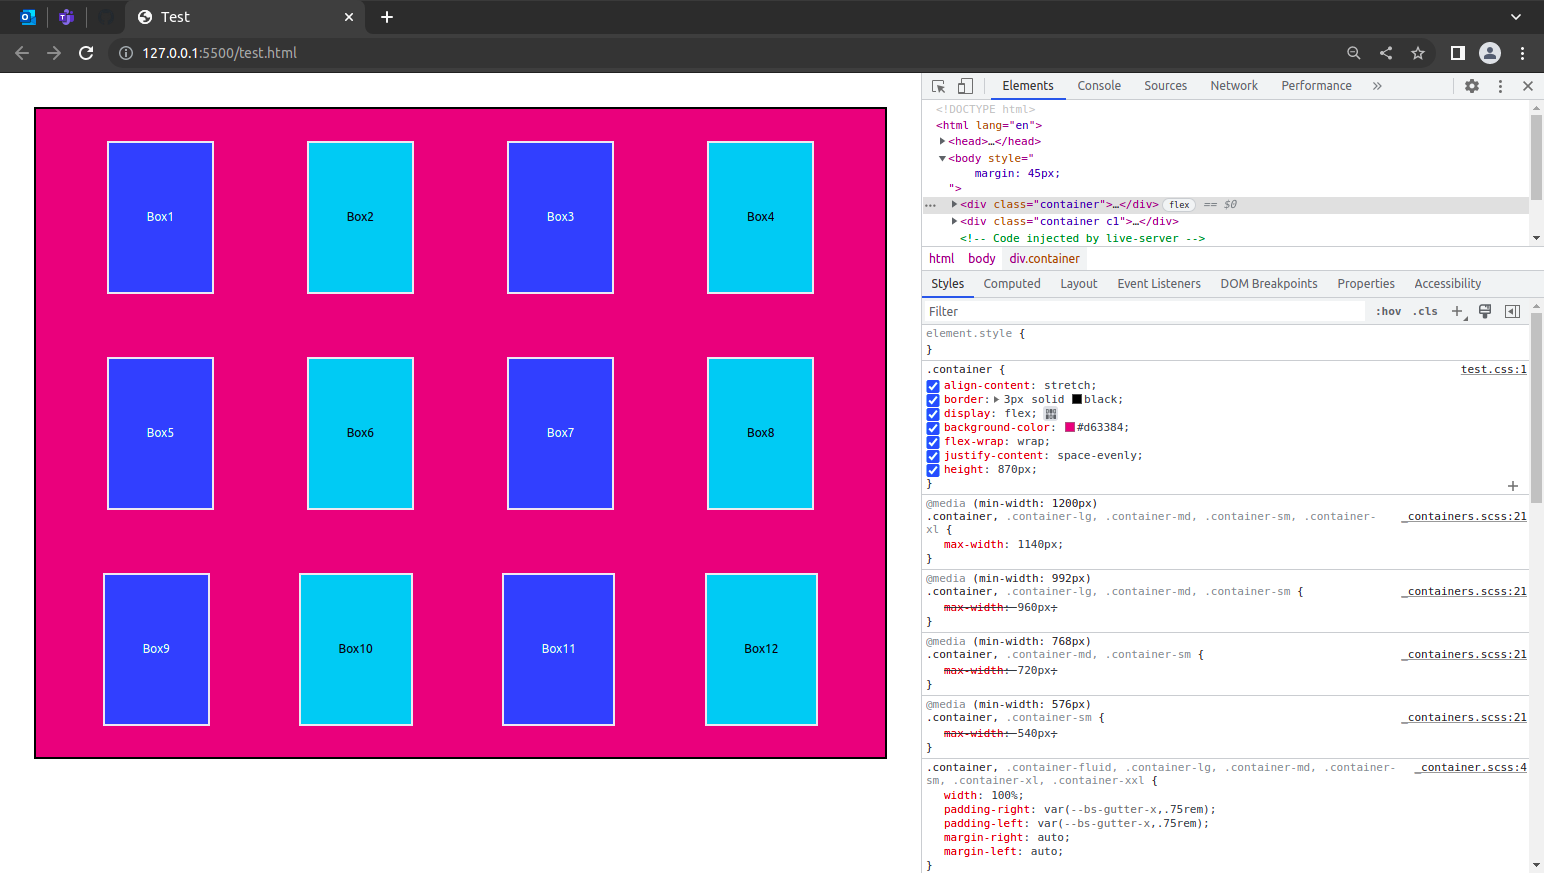 Test
127.0.0.1:5500/test.html
Elements Console Sources Network Performance
<!DOCTYPE html>
<html lang="en">
<head>…</head>
<body style="
margin: 45px;
">
<div class="container">…</div> flex == $0
<div class="container c1">…</div>
<!-- Code injected by live-server -->
html body div.container
Styles Computed Layout Event Listeners DOM Breakpoints Properties Accessibility
Filter :hov .cls
element.style {
}
.container { test.css:1
align-content: stretch;
border: 3px solid black;
display: flex;
background-color: #d63384;
flex-wrap: wrap;
justify-content: space-evenly;
height: 870px;
}
@media (min-width: 1200px)
.container, .container-lg, .container-md, .container-sm, .container- _containers.scss:21
xl {
max-width: 1140px;
}
@media (min-width: 992px)
.container, .container-lg, .container-md, .container-sm { _containers.scss:21
max-width: 960px;
}
@media (min-width: 768px)
.container, .container-md, .container-sm { _containers.scss:21
max-width: 720px;
}
@media (min-width: 576px)
.container, .container-sm { _containers.scss:21
max-width: 540px;
}
.container, .container-fluid, .container-lg, .container-md, .container- _container.scss:4
sm, .container-xl, .container-xxl {
width: 100%;
padding-right: var(--bs-gutter-x,.75rem);
padding-left: var(--bs-gutter-x,.75rem);
margin-right: auto;
margin-left: auto;
}
Box1 Box2 Box3 Box4
Box5 Box6 Box7 Box8
Box9 Box10 Box11 Box12